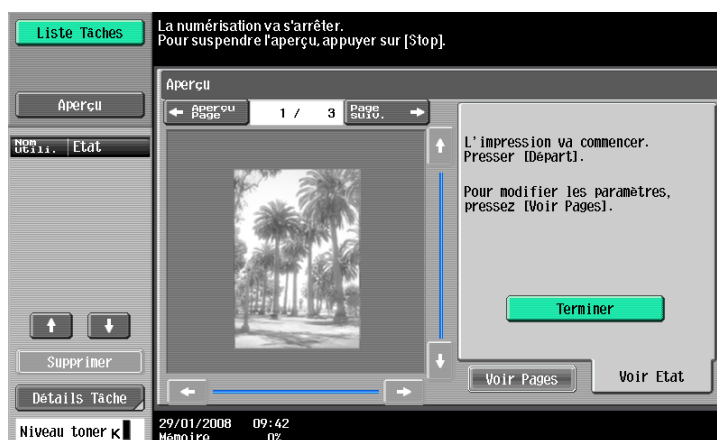 Liste Tâches
La numérisation va s'arrêter.
Pour suspendre l'aperçu, appuyer sur [Stop].
Aperçu
Aperçu
Aperçu Page
1 / 3
Page suiv.
Nom utili.
Etat
L'impression va commencer.
Presser [Départ].
Pour modifier les paramètres,
pressez [Voir Pages].
Terminer
Supprimer
Détails Tâche
Voir Pages
Voir Etat
Niveau toner K
29/01/2008 09:42
Mémoire 0%